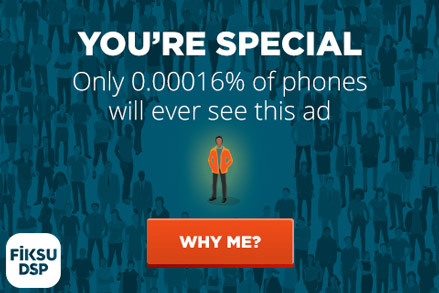 YOU'RE SPECIAL
Only 0.00016% of phones
will ever see this ad
WHY ME?
FiKSU
DSP